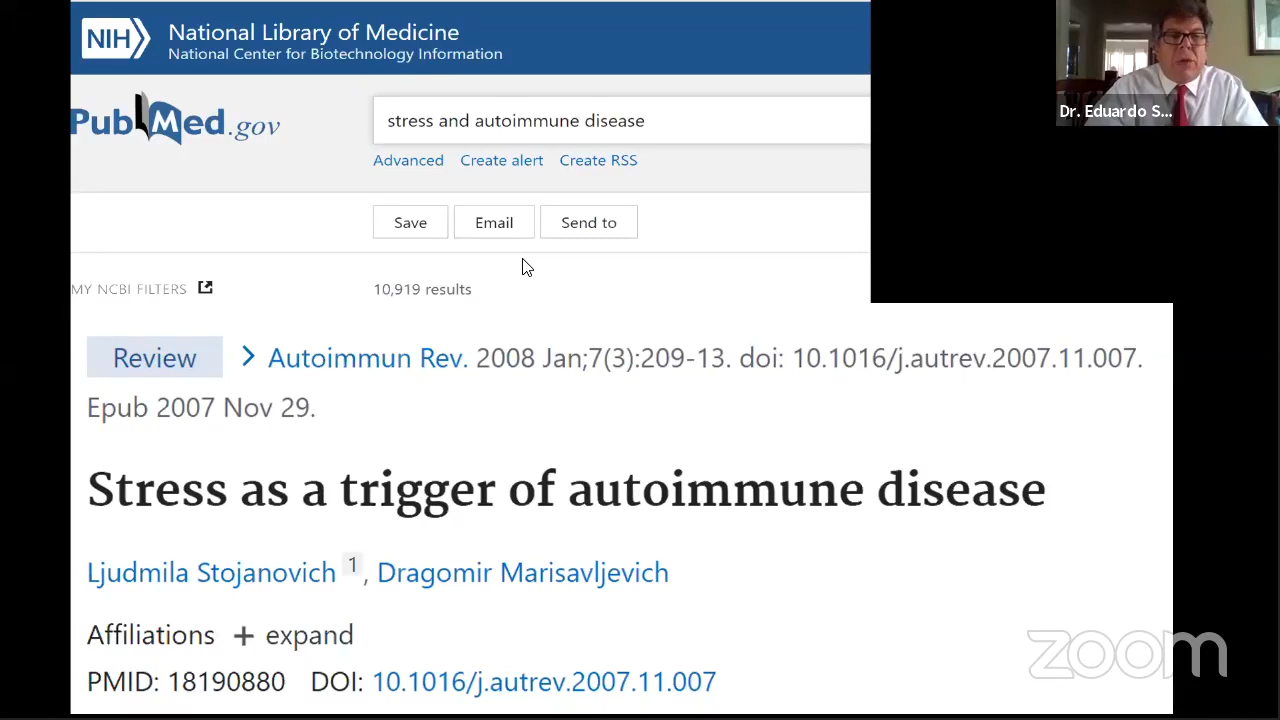 NIH National Library of Medicine
National Center for Biotechnology Information
PubMed.gov
stress and autoimmune disease
Advanced Create alert Create RSS
Save Email Send to
MY NCBI FILTERS 10,919 results
Dr. Eduardo S...
Review Autoimmun Rev. 2008 Jan;7(3):209-13. doi: 10.1016/j.autrev.2007.11.007.
Epub 2007 Nov 29.
Stress as a trigger of autoimmune disease
Ljudmila Stojanovich 1, Dragomir Marisavljevich
Affiliations + expand
PMID: 18190880 DOI: 10.1016/j.autrev.2007.11.007
zoom